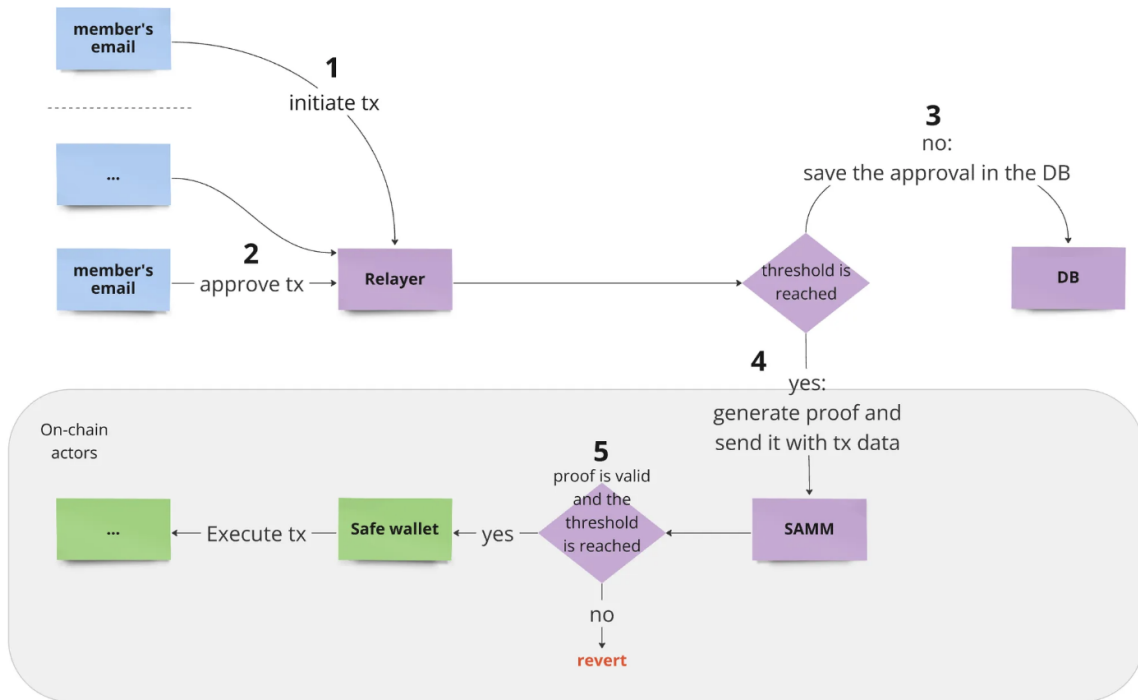 member's
email
1
initiate tx
...
2
member's
email
approve tx
Relayer
threshold is
reached
3
no:
save the approval in the DB
DB
4
yes:
generate proof and
send it with tx data
On-chain
actors
5
proof is valid
and the
threshold
is reached
...
Execute tx
Safe wallet
yes
SAMM
no
revert